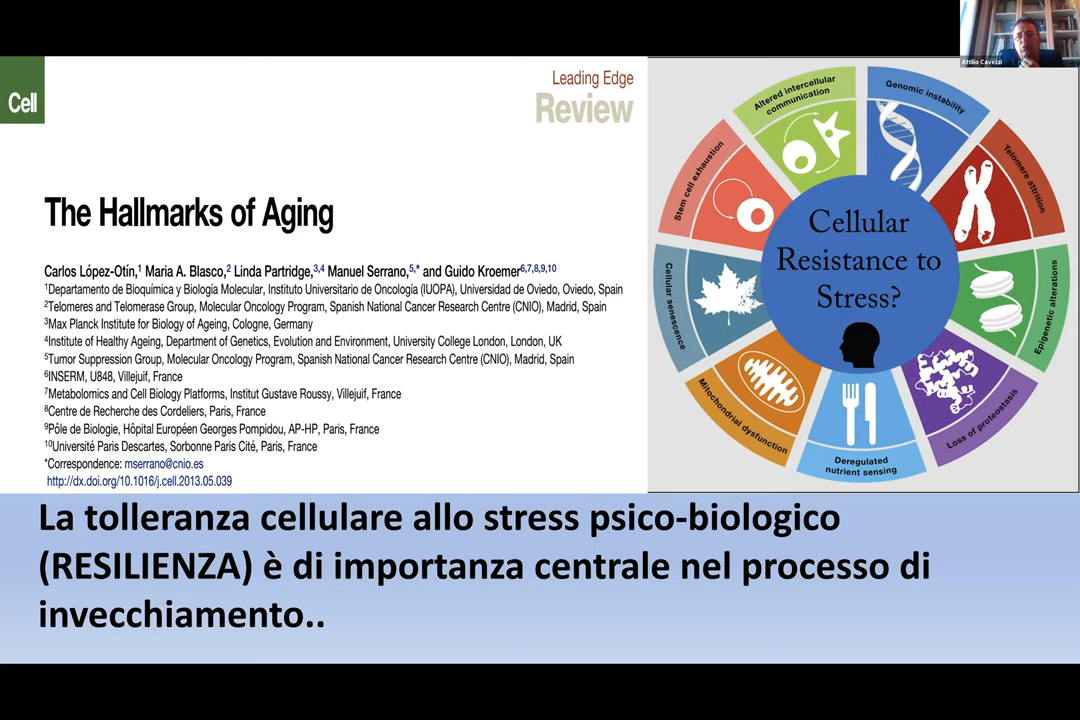 Attilio Cavezzi
Cell
Leading Edge
Review
The Hallmarks of Aging
Carlos López-Otín,1 Maria A. Blasco,2 Linda Partridge,3,4 Manuel Serrano,5,* and Guido Kroemer6,7,8,9,10
1Departamento de Bioquímica y Biología Molecular, Instituto Universitario de Oncología (IUOPA), Universidad de Oviedo, Oviedo, Spain
2Telomeres and Telomerase Group, Molecular Oncology Program, Spanish National Cancer Research Centre (CNIO), Madrid, Spain
3Max Planck Institute for Biology of Ageing, Cologne, Germany
4Institute of Healthy Ageing, Department of Genetics, Evolution and Environment, University College London, London, UK
5Tumor Suppression Group, Molecular Oncology Program, Spanish National Cancer Research Centre (CNIO), Madrid, Spain
6INSERM, U848, Villejuif, France
7Metabolomics and Cell Biology Platforms, Institut Gustave Roussy, Villejuif, France
8Centre de Recherche des Cordeliers, Paris, France
9Pôle de Biologie, Hôpital Européen Georges Pompidou, AP-HP, Paris, France
10Université Paris Descartes, Sorbonne Paris Cité, Paris, France
*Correspondence: mserrano@cnio.es
http://dx.doi.org/10.1016/j.cell.2013.05.039
Altered intercellular
communication
Genomic instability
Telomere attrition
Epigenetic alterations
Loss of proteostasis
Deregulated
nutrient sensing
Mitochondrial dysfunction
Cellular senescence
Stem cell exhaustion
Cellular
Resistance to
Stress?
La tolleranza cellulare allo stress psico-biologico
(RESILIENZA) è di importanza centrale nel processo di
invecchiamento..